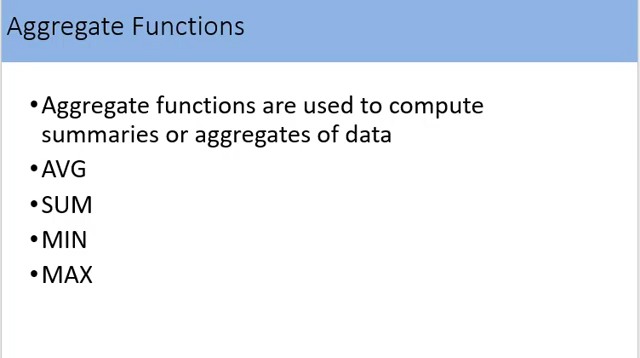 Aggregate Functions
•Aggregate functions are used to compute
summaries or aggregates of data
•AVG
•SUM
•MIN
•MAX